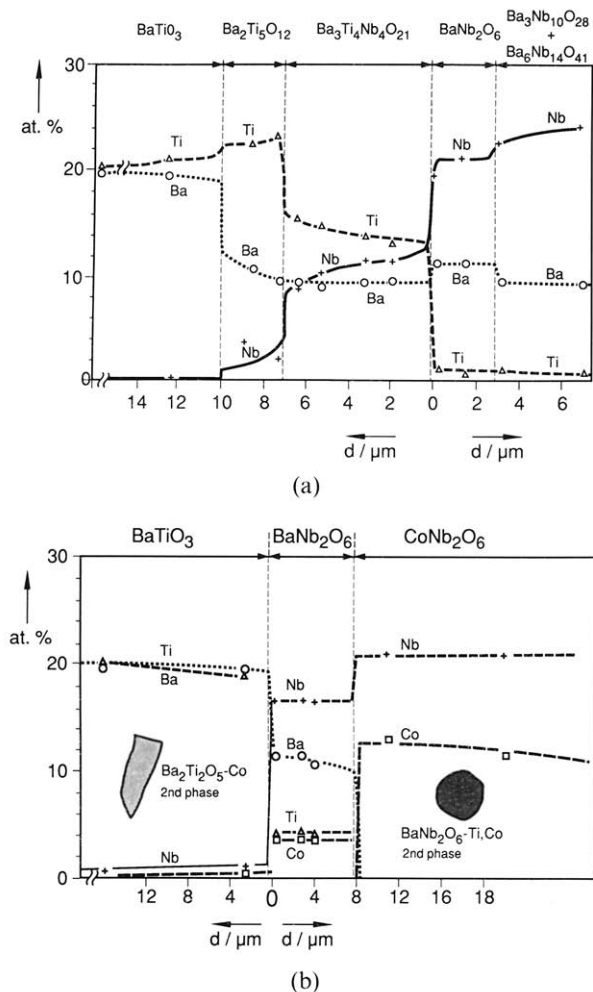 BaTiO₃ Ba₂Ti₅O₁₂ Ba₃Ti₄Nb₄O₂₁ BaNb₂O₆ Ba₃Nb₁₀O₂₈
+
Ba₆Nb₁₄O₄₁
30
at. %
20
10
0
Ti
Ba
Ti
Ba
Nb
Ti
Nb
Ba
Nb
Ba
Ti
Nb
Ba
Ti
14 12 10 8 6 4 2 0 2 4 6
d / µm d / µm
(a)
BaTiO₃ BaNb₂O₆ CoNb₂O₆
30
at. %
20
10
0
Ti
Ba
Nb
Nb
Ba
Ti
Co
Nb
Co
Ba₂Ti₂O₅-Co
2nd phase
BaNb₂O₆-Ti,Co
2nd phase
12 8 4 0 4 8 12 18
d / µm d / µm
(b)